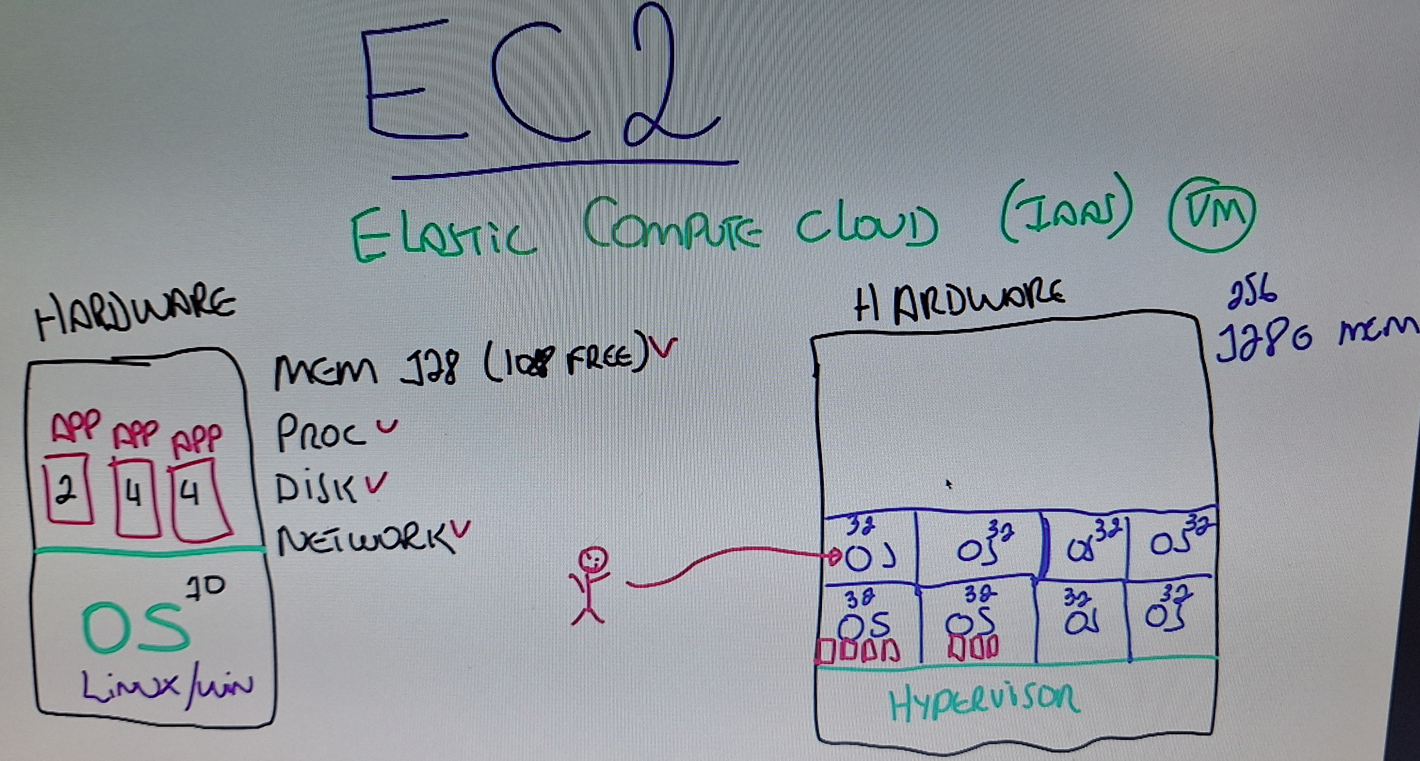 EC2
ELASTIC COMPUTE CLOUD (IAAS) VM
HARDWARE
MEM 128 (108 FREE)
PROC
DISK
NETWORK
APP APP APP
2 4 4
OS 10
LINUX/WIN
HARDWARE
256
128G MEM
32 32 32 32
OS OS OS OS
32 32 32 32
OS OS OS OS
HYPERVISOR